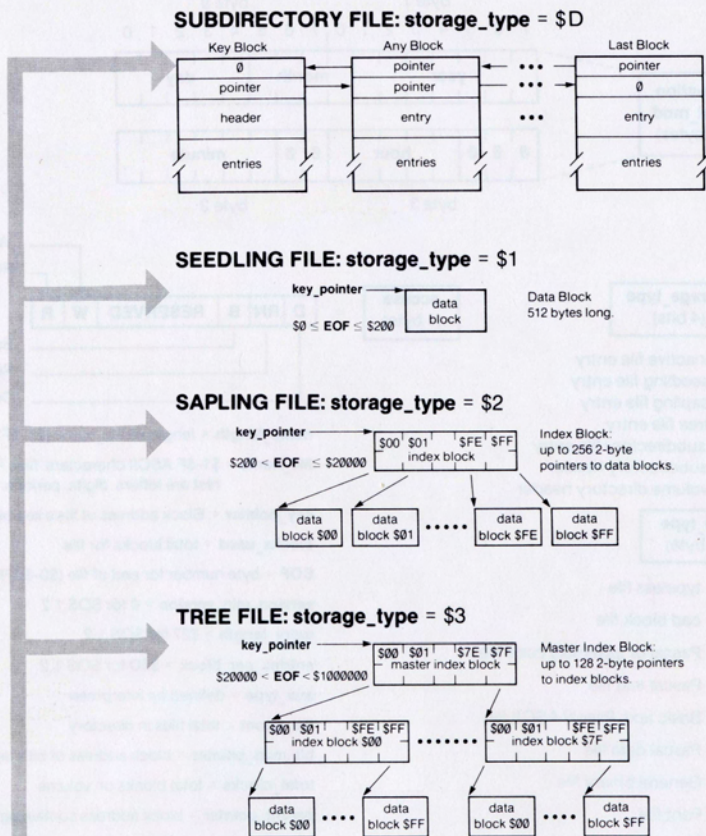 SUBDIRECTORY FILE: storage_type = $D
Key Block Any Block Last Block
0 pointer pointer
pointer pointer 0
header entry entry
entries entries entries
SEEDLING FILE: storage_type = $1
key_pointer
data block
$0 ≤ EOF ≤ $200
Data Block
512 bytes long.
SAPLING FILE: storage_type = $2
key_pointer
$200 < EOF ≤ $20000
$00 $01 $FE $FF
index block
Index Block:
up to 256 2-byte
pointers to data blocks.
data data data data
block $00 block $01 block $FE block $FF
TREE FILE: storage_type = $3
key_pointer
$20000 < EOF < $1000000
$00 $01 $7E $7F
master index block
Master Index Block:
up to 128 2-byte pointers
to index blocks.
$00 $01 $FE $FF $00 $01 $FE $FF
index block $00 index block $7F
data data data data
block $00 block $FF block $00 block $FF